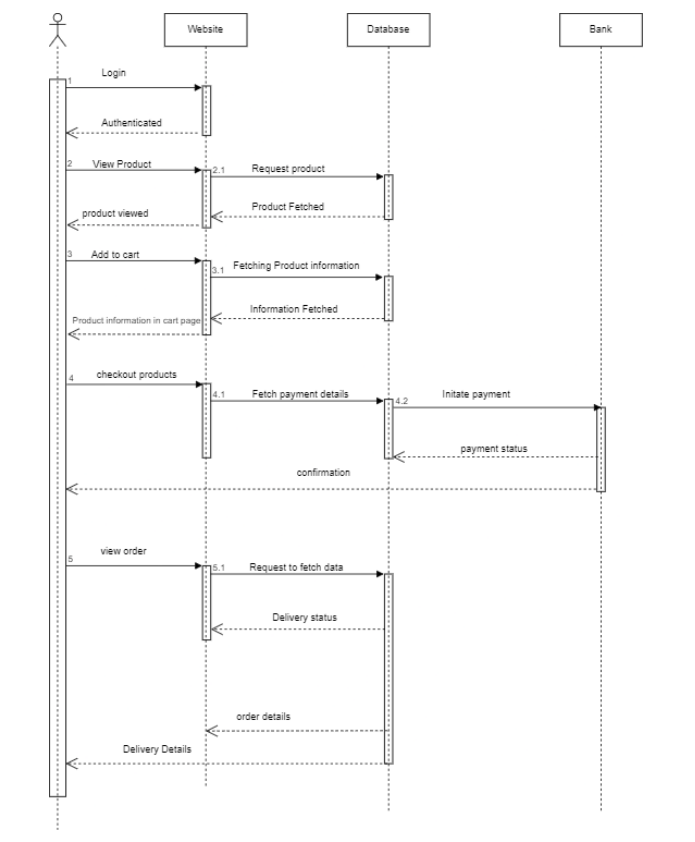 Website
Database
Bank
1
Login
Authenticated
2
View Product
2.1
Request product
Product Fetched
product viewed
3
Add to cart
3.1
Fetching Product information
Information Fetched
Product information in cart page
4
checkout products
4.1
Fetch payment details
4.2
Initate payment
payment status
confirmation
5
view order
5.1
Request to fetch data
Delivery status
order details
Delivery Details